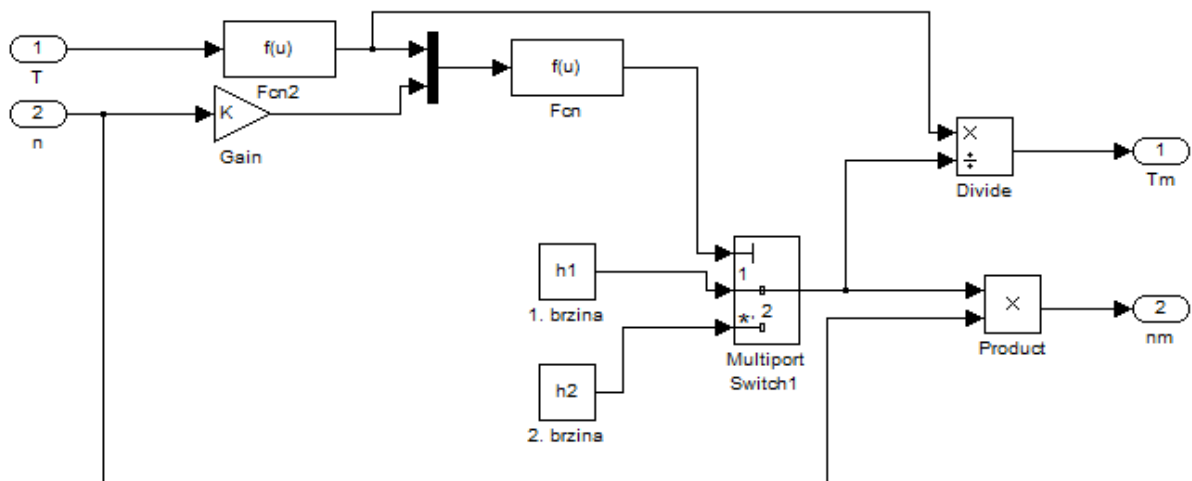 1
T
f(u)
Fcn2
f(u)
Fcn
2
n
K
Gain
×
÷
Divide
1
Tm
h1
1. brzina
1
2
*,
Multiport
Switch1
h2
2. brzina
×
Product
2
nm